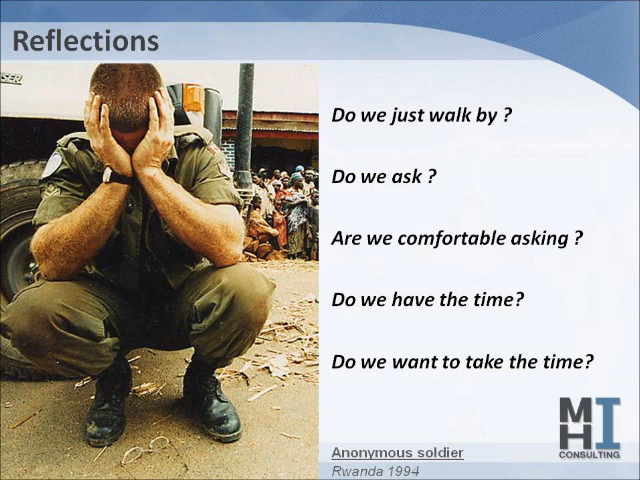 Reflections
Do we just walk by ?
Do we ask ?
Are we comfortable asking ?
Do we have the time?
Do we want to take the time?
MIH
CONSULTING
Anonymous soldier
Rwanda 1994